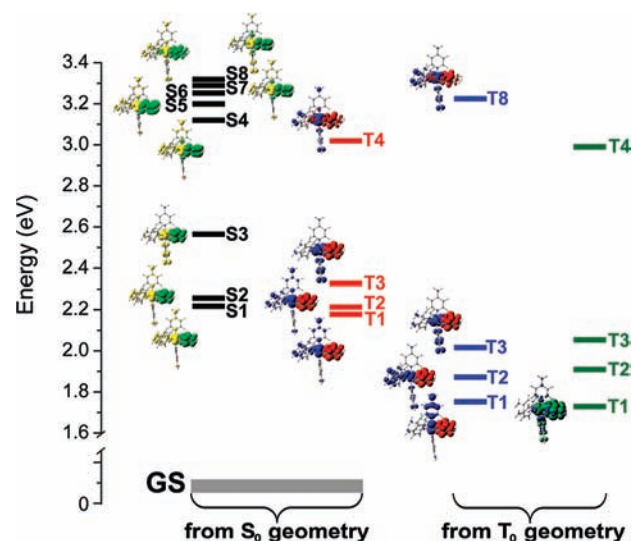 Energy (eV)
3.4
3.2
3.0
2.8
2.6
2.4
2.2
2.0
1.8
1.6
0
S8
S7
S6
S5
S4
S3
S2
S1
T4
T3
T2
T1
T8
T3
T2
T1
T4
T3
T2
T1
GS
from S₀ geometry
from T₀ geometry